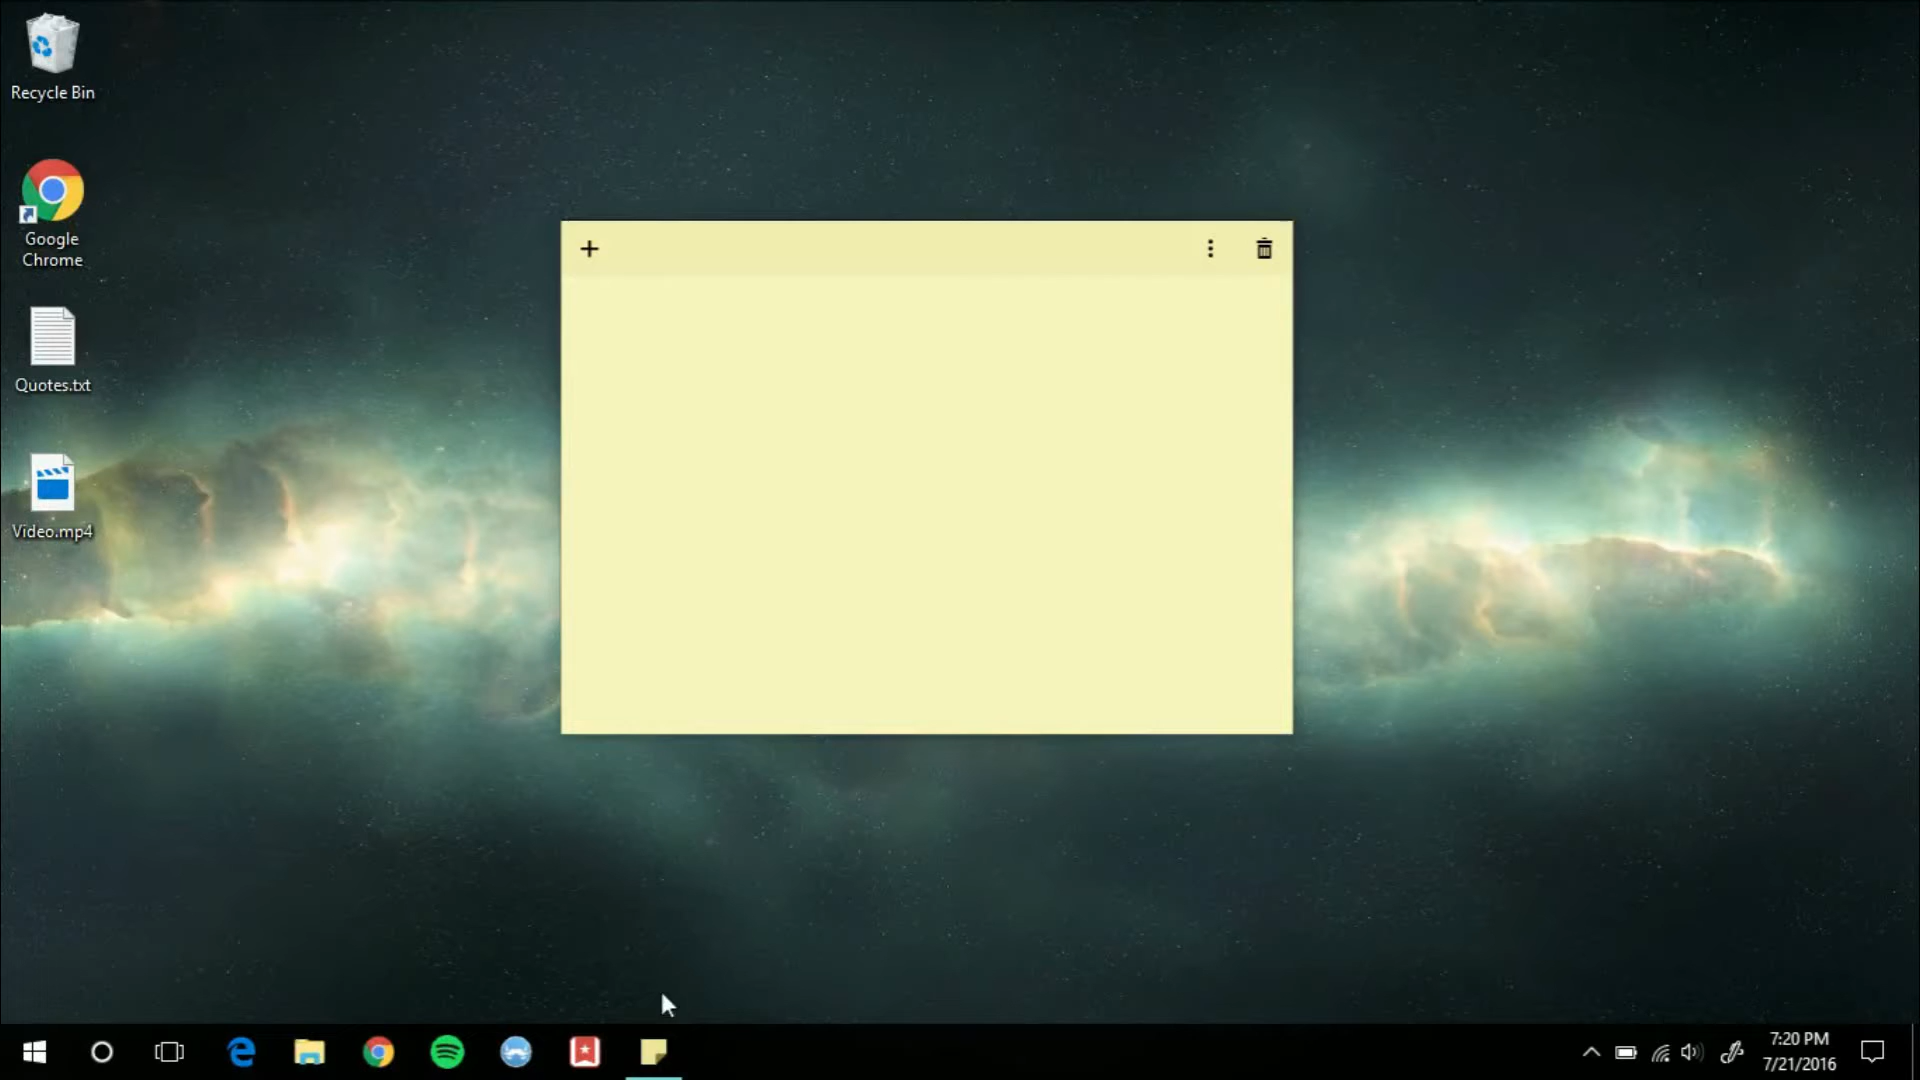 Recycle Bin
Google
Chrome
Quotes.txt
Video.mp4
7:20 PM
7/21/2016